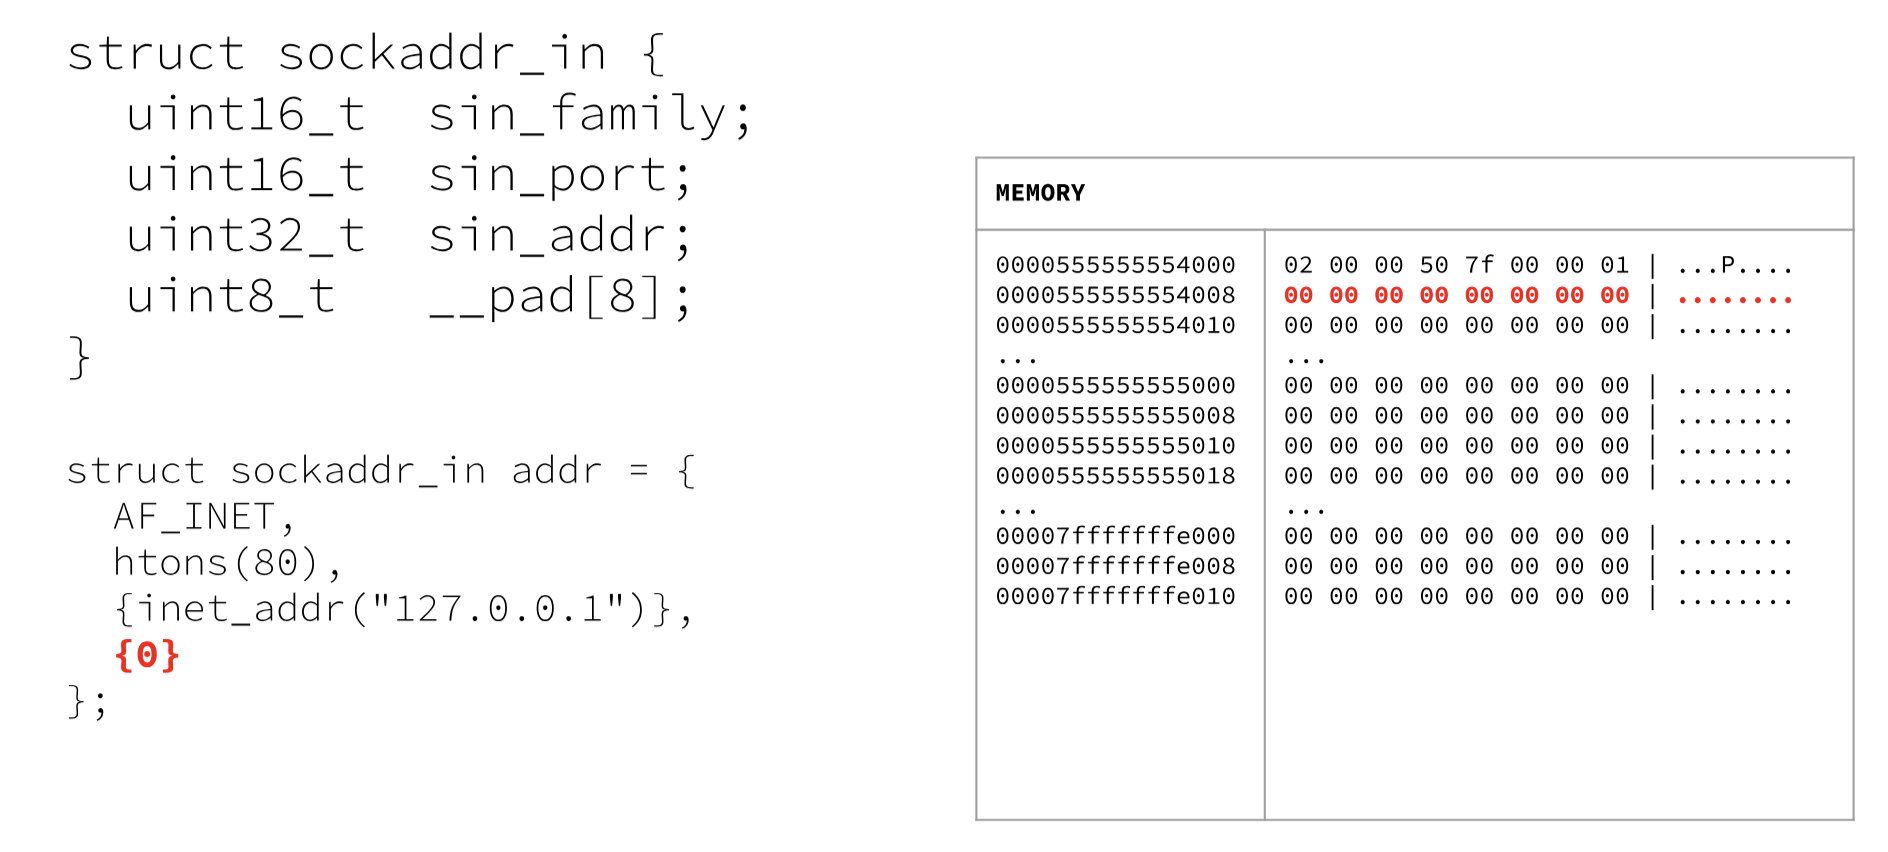 struct sockaddr_in {
  uint16_t  sin_family;
  uint16_t  sin_port;
  uint32_t  sin_addr;
  uint8_t   __pad[8];
}
struct sockaddr_in addr = {
  AF_INET,
  htons(80),
  {inet_addr("127.0.0.1")},
  {0}
};
MEMORY
0000555555554000 02 00 00 50 7f 00 00 01 | ...P....
0000555555554008 00 00 00 00 00 00 00 00 | ........
0000555555554010 00 00 00 00 00 00 00 00 | ........
... ...
0000555555555000 00 00 00 00 00 00 00 00 | ........
0000555555555008 00 00 00 00 00 00 00 00 | ........
0000555555555010 00 00 00 00 00 00 00 00 | ........
0000555555555018 00 00 00 00 00 00 00 00 | ........
... ...
00007fffffffe000 00 00 00 00 00 00 00 00 | ........
00007fffffffe008 00 00 00 00 00 00 00 00 | ........
00007fffffffe010 00 00 00 00 00 00 00 00 | ........